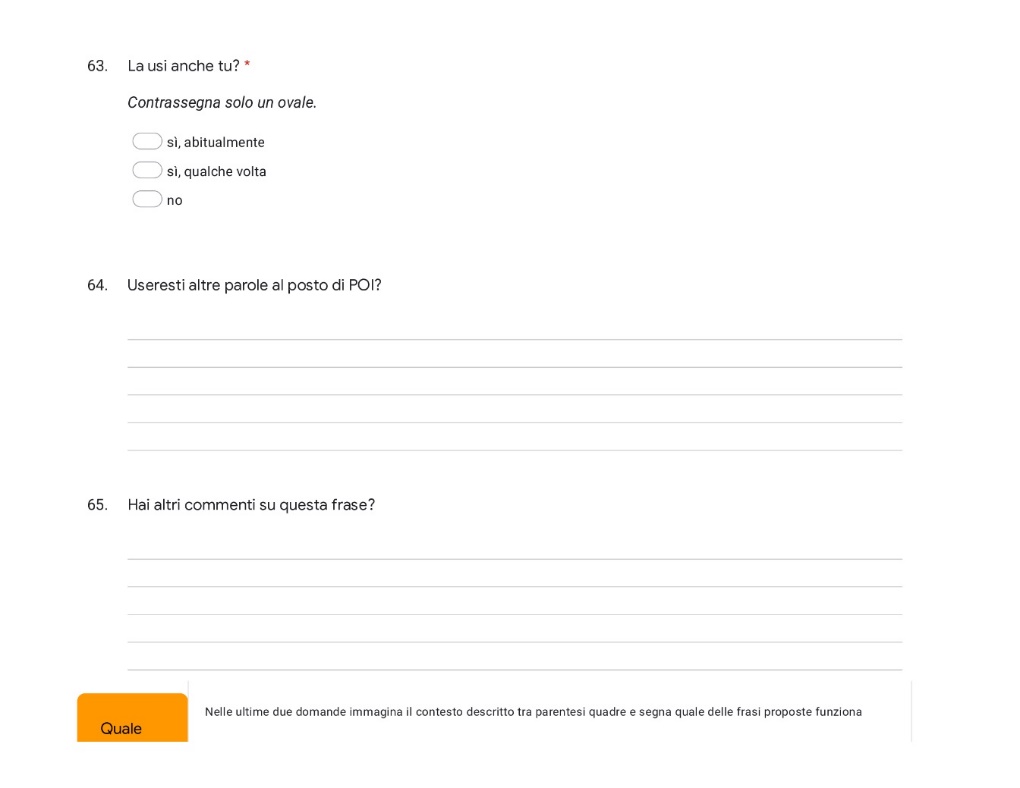 63. La usi anche tu? *
Contrassegna solo un ovale.
sì, abitualmente
sì, qualche volta
no
64. Useresti altre parole al posto di POI?
65. Hai altri commenti su questa frase?
Nelle ultime due domande immagina il contesto descritto tra parentesi quadre e segna quale delle frasi proposte funziona
Quale